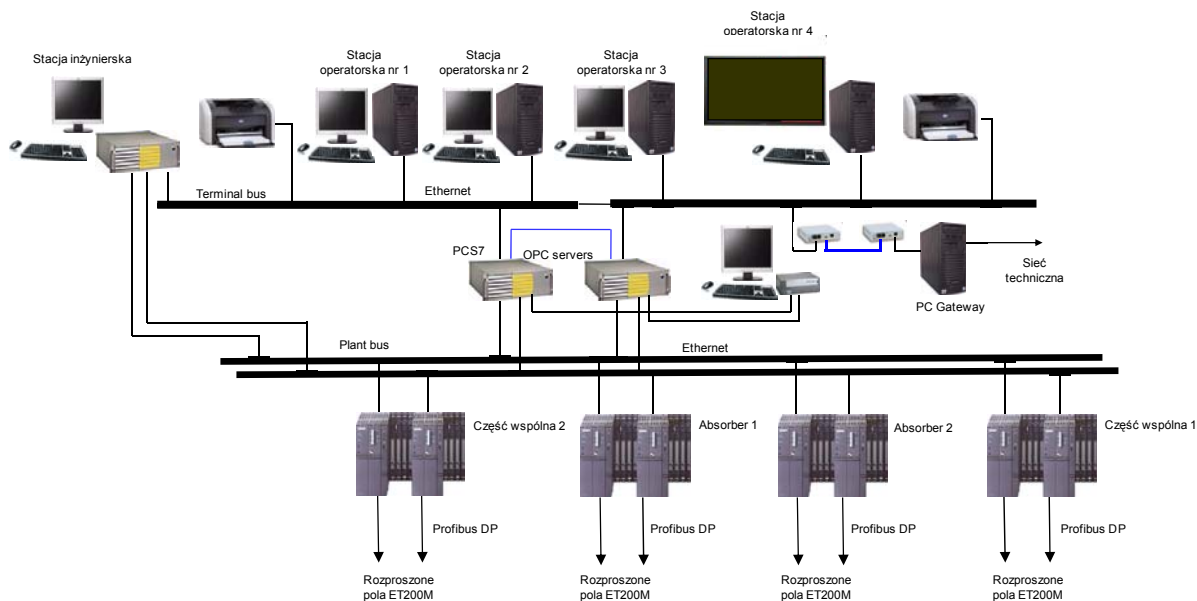 Stacja inżynierska
Stacja
operatorska nr 1
Stacja
operatorska nr 2
Stacja
operatorska nr 3
Stacja
operatorska nr 4
Terminal bus
Ethernet
PCS7
OPC servers
PC Gateway
Sieć
techniczna
Plant bus
Ethernet
Część wspólna 2
Absorber 1
Absorber 2
Część wspólna 1
Profibus DP
Profibus DP
Profibus DP
Profibus DP
Rozproszone
pola ET200M
Rozproszone
pola ET200M
Rozproszone
pola ET200M
Rozproszone
pola ET200M